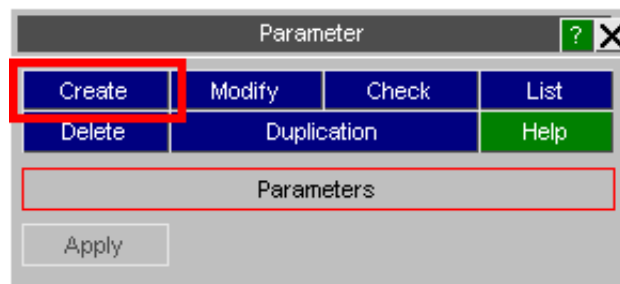 Parameter ? X
Create Modify Check List
Delete Duplication Help
Parameters
Apply